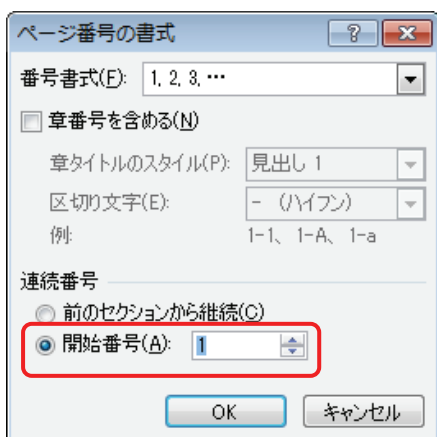 ページ番号の書式
番号書式(F): 1, 2, 3, …
章番号を含める(N)
章タイトルのスタイル(P): 見出し 1
区切り文字(E): - (ハイフン)
例: 1-1、1-A、1-a
連続番号
前のセクションから継続(C)
開始番号(A): 1
OK キャンセル